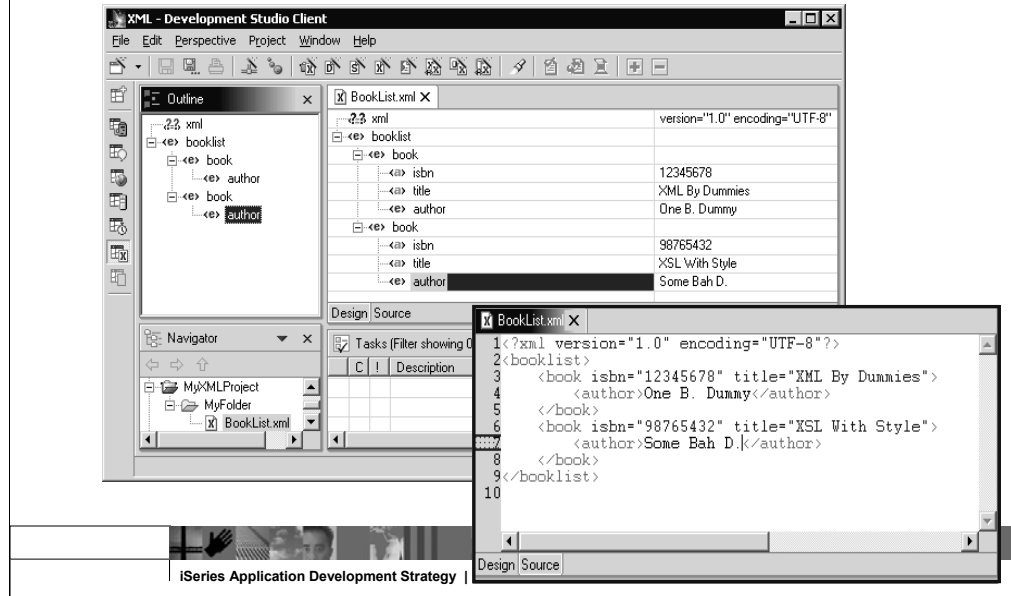 XML - Development Studio Client
File Edit Perspective Project Window Help
Outline
xml
<e> booklist
<e> book
<e> author
<e> book
<e> author
BookList.xml
xml version="1.0" encoding="UTF-8"
<e> booklist
<e> book
<a> isbn 12345678
<a> title XML By Dummies
<e> author One B. Dummy
<e> book
<a> isbn 98765432
<a> title XSL With Style
<e> author Some Bah D.
Design Source
Navigator
MyXMLProject
MyFolder
BookList.xml
Tasks (Filter showing 0
C ! Description
BookList.xml
1<?xml version="1.0" encoding="UTF-8"?>
2<booklist>
3 <book isbn="12345678" title="XML By Dummies">
4 <author>One B. Dummy</author>
5 </book>
6 <book isbn="98765432" title="XSL With Style">
7 <author>Some Bah D.</author>
8 </book>
9</booklist>
10
Design Source
iSeries Application Development Strategy |